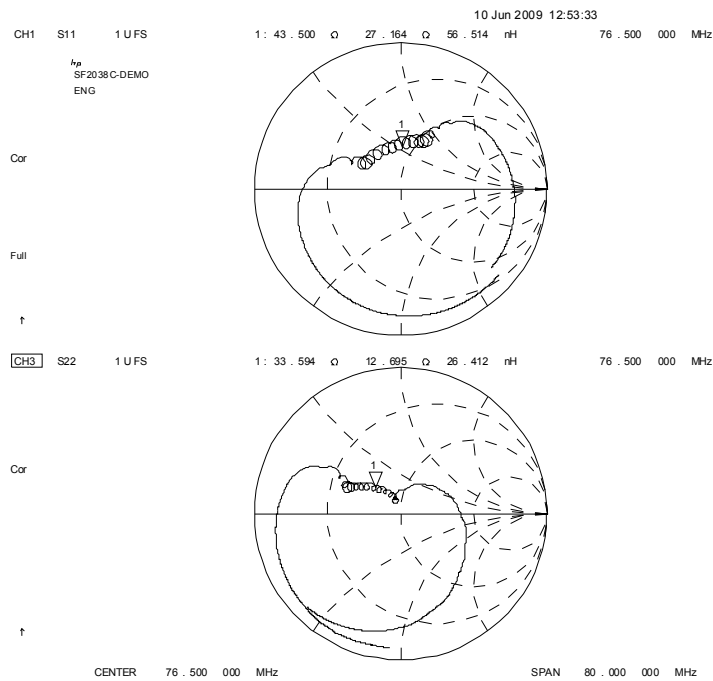 10 Jun 2009 12:53:33
CH1 S11 1 U FS 1 : 43 . 500 Ω 27 . 164 Ω 56 . 514 nH 76 . 500 000 MHz
hp
SF2038C-DEMO
ENG
1
Cor
Full
↑
CH3 S22 1 U FS 1 : 33 . 594 Ω 12 . 695 Ω 26 . 412 nH 76 . 500 000 MHz
1
Cor
↑
CENTER 76 . 500 000 MHz SPAN 80 . 000 000 MHz